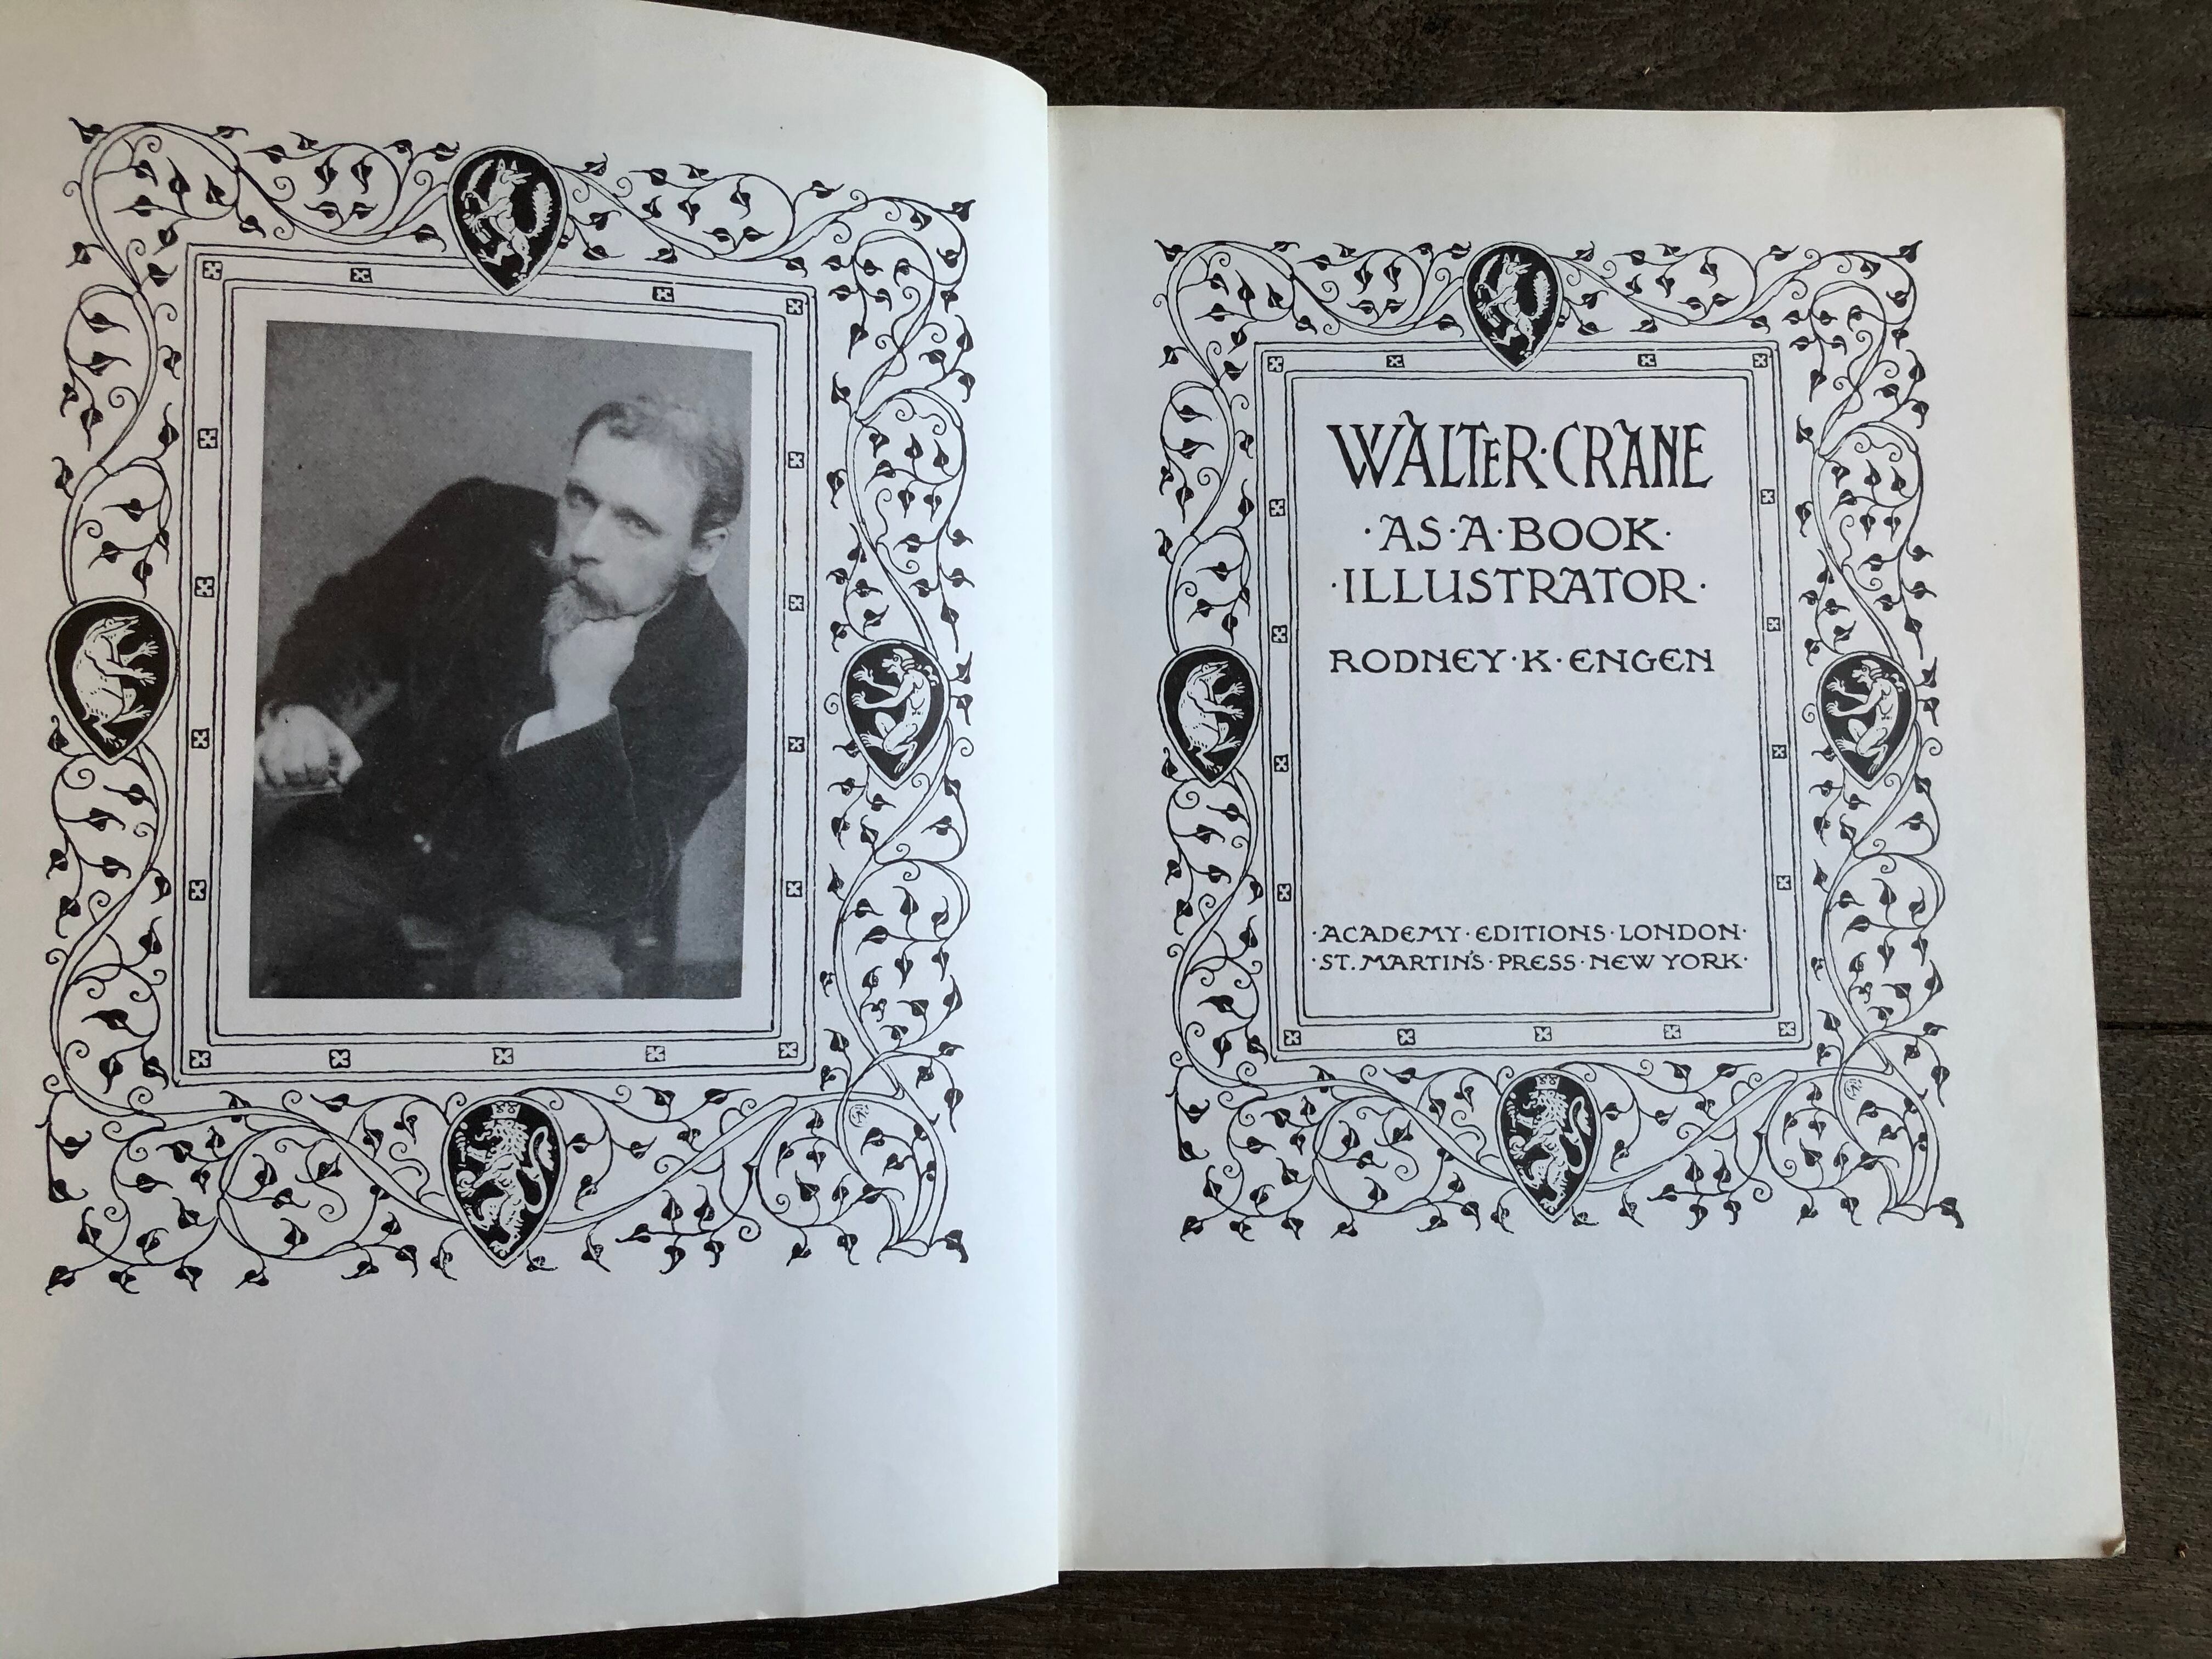 WALTER·CRANE
·AS·A·BOOK·
·ILLUSTRATOR·
RODNEY·K·ENGEN
·ACADEMY·EDITIONS·LONDON·
·ST.MARTIN'S·PRESS·NEW YORK·